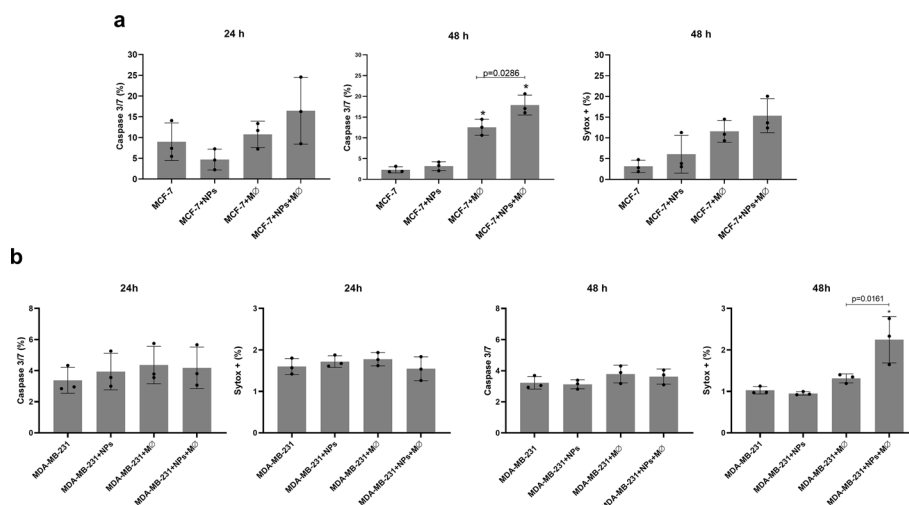 a
24 h
48 h
48 h
Caspase 3/7 (%)
30
25
20
15
10
5
0
MCF-7
MCF-7+NPs
MCF-7+MØ
MCF-7+NPs+MØ
Caspase 3/7 (%)
30
25
20
15
10
5
0
p=0.0286
*
*
MCF-7
MCF-7+NPs
MCF-7+MØ
MCF-7+NPs+MØ
Sytox + (%)
30
25
20
15
10
5
0
MCF-7
MCF-7+NPs
MCF-7+MØ
MCF-7+NPs+MØ
b
24h
24h
48 h
48h
Caspase 3/7 (%)
8
6
4
2
0
MDA-MB-231
MDA-MB-231+NPs
MDA-MB-231+MØ
MDA-MB-231+NPs+MØ
Sytox + (%)
3
2
1
0
MDA-MB-231
MDA-MB-231+NPs
MDA-MB-231+MØ
MDA-MB-231+NPs+MØ
Caspase 3/7
8
6
4
2
0
MDA-MB-231
MDA-MB-231+NPs
MDA-MB-231+MØ
MDA-MB-231+NPs+MØ
Sytox + (%)
3
2
1
0
p=0.0161
*
MDA-MB-231
MDA-MB-231+NPs
MDA-MB-231+MØ
MDA-MB-231+NPs+MØ